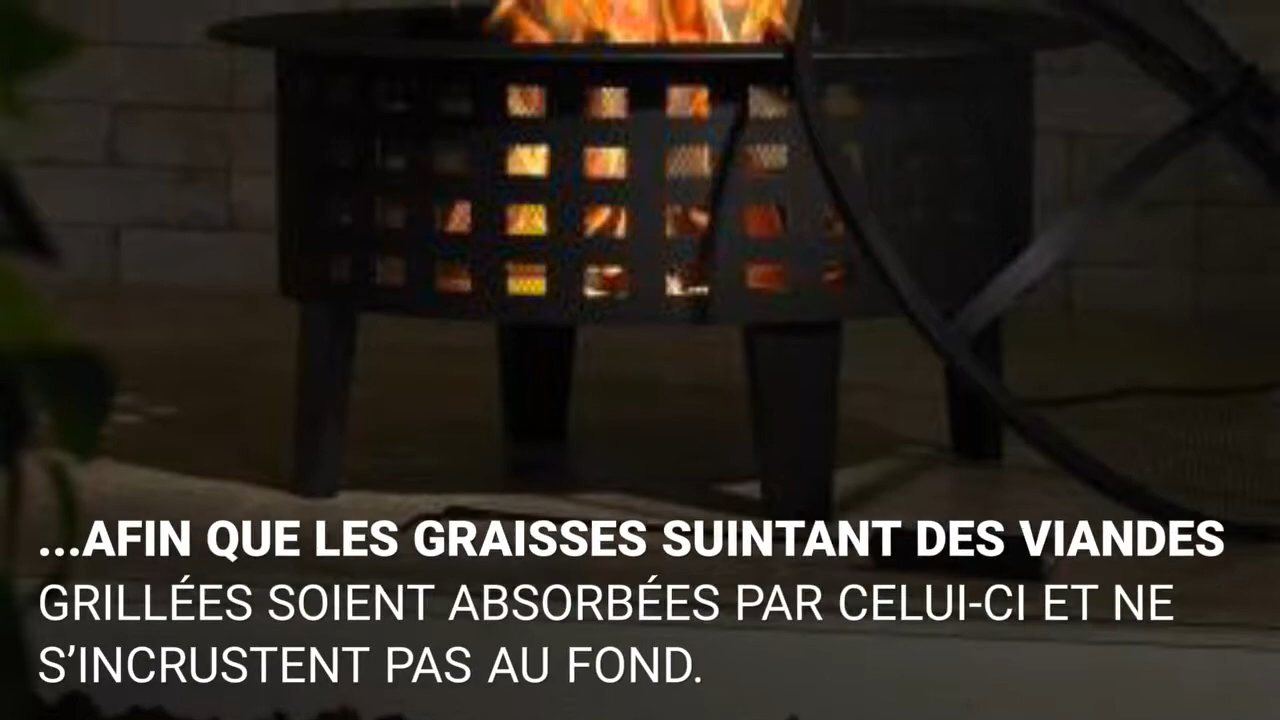 ...AFIN QUE LES GRAISSES SUINTANT DES VIANDES
GRILLÉES SOIENT ABSORBÉES PAR CELUI-CI ET NE
S’INCRUSTENT PAS AU FOND.